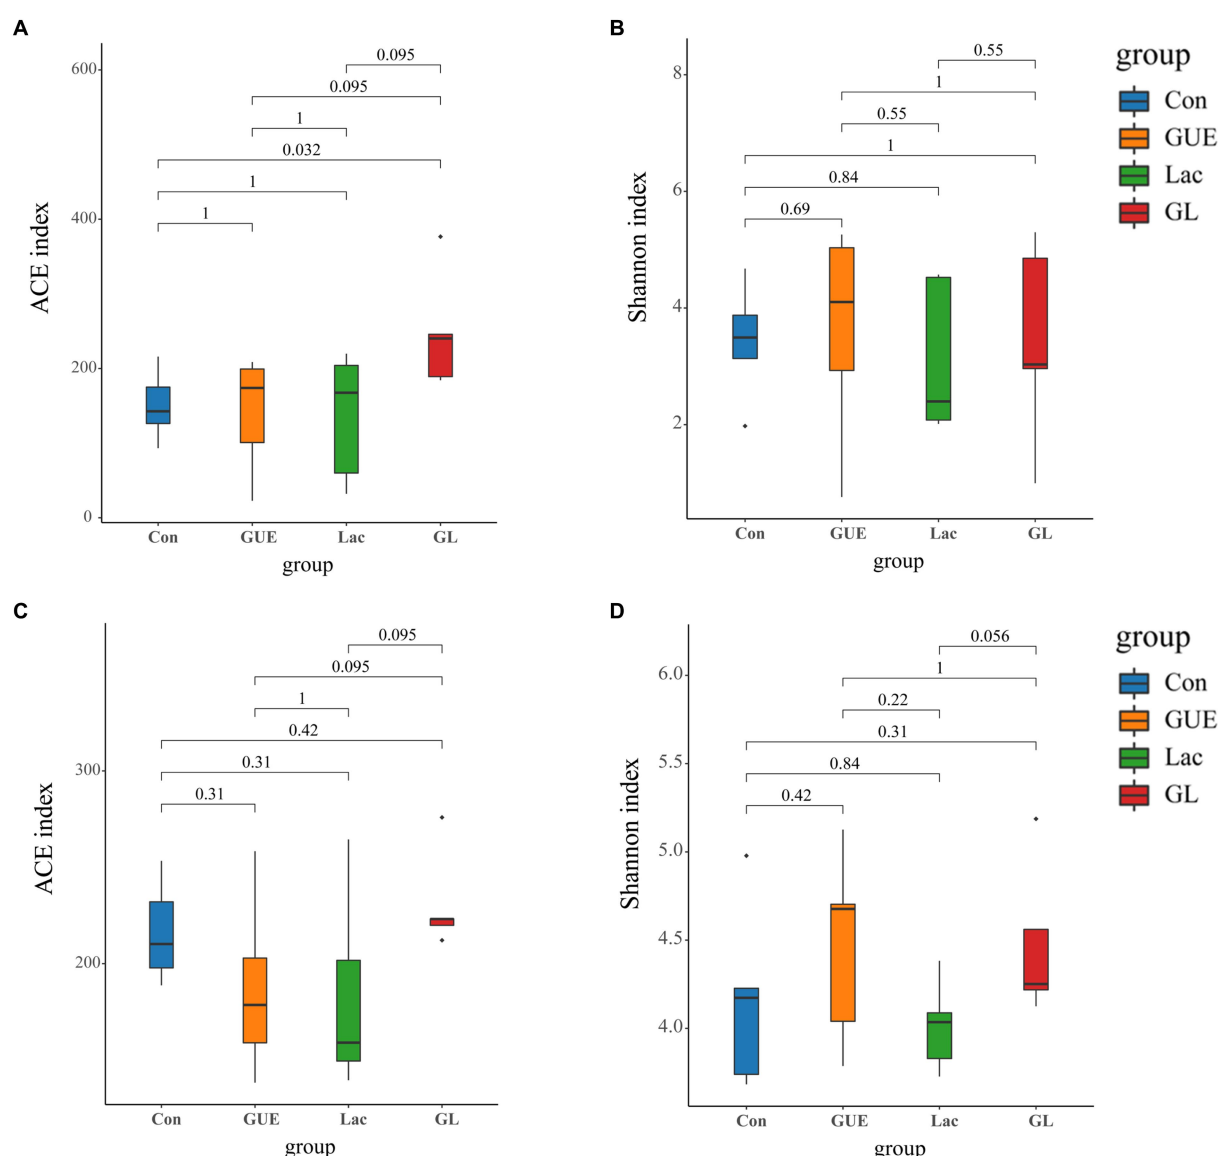 A
ACE index
600
400
200
0
0.095
0.095
1
0.032
1
1
Con GUE Lac GL
group
B
Shannon index
8
6
4
2
0.55
1
0.55
1
0.84
0.69
Con GUE Lac GL
group
group
Con
GUE
Lac
GL
C
ACE index
300
200
0.095
0.095
1
0.42
0.31
0.31
Con GUE Lac GL
group
D
Shannon index
6.0
5.5
5.0
4.5
4.0
0.056
1
0.22
0.31
0.84
0.42
Con GUE Lac GL
group
group
Con
GUE
Lac
GL